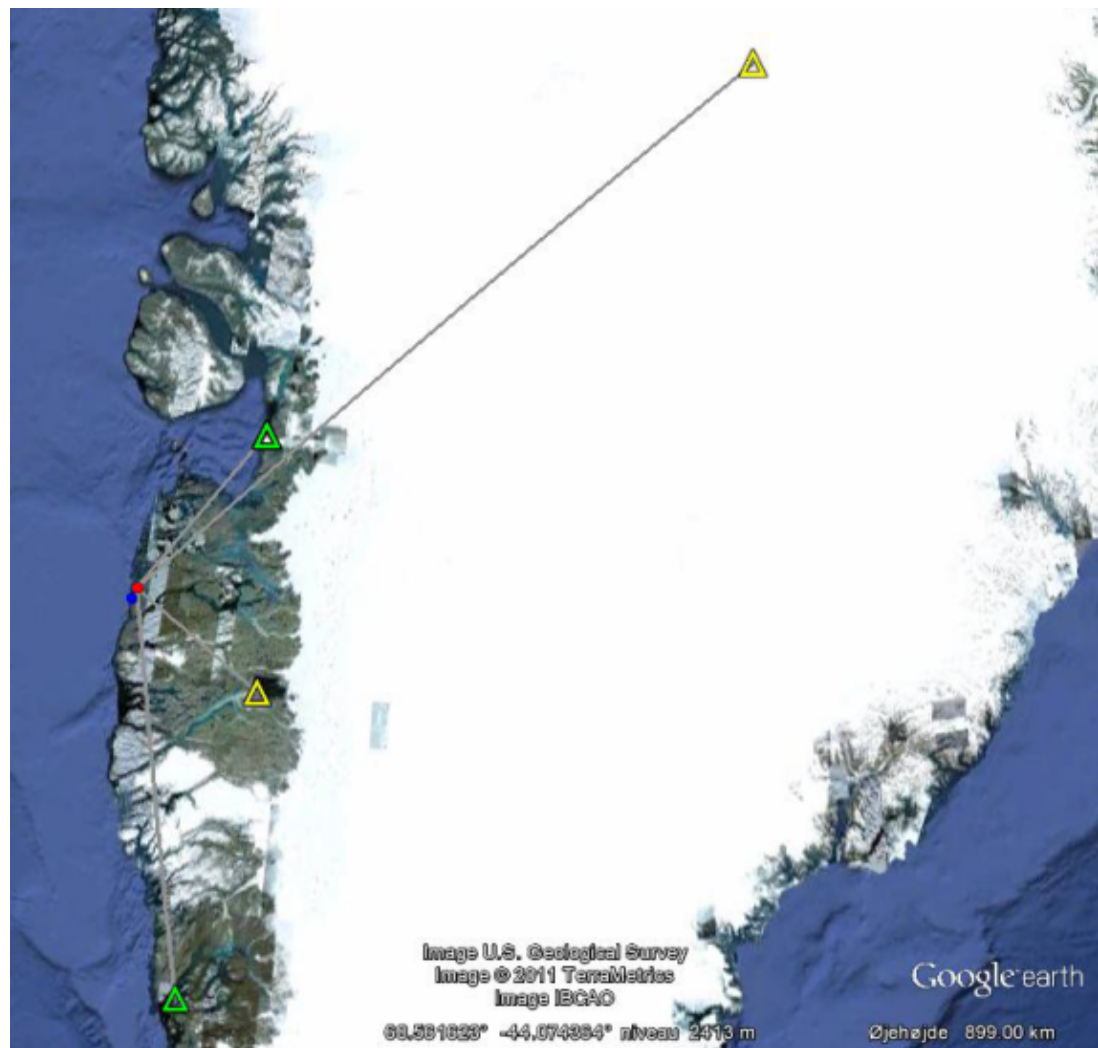 Image U.S. Geological Survey
Image © 2011 TerraMetrics
Image IBCAO
Google earth
niveau 2413 m
Øjehøjde 899.00 km